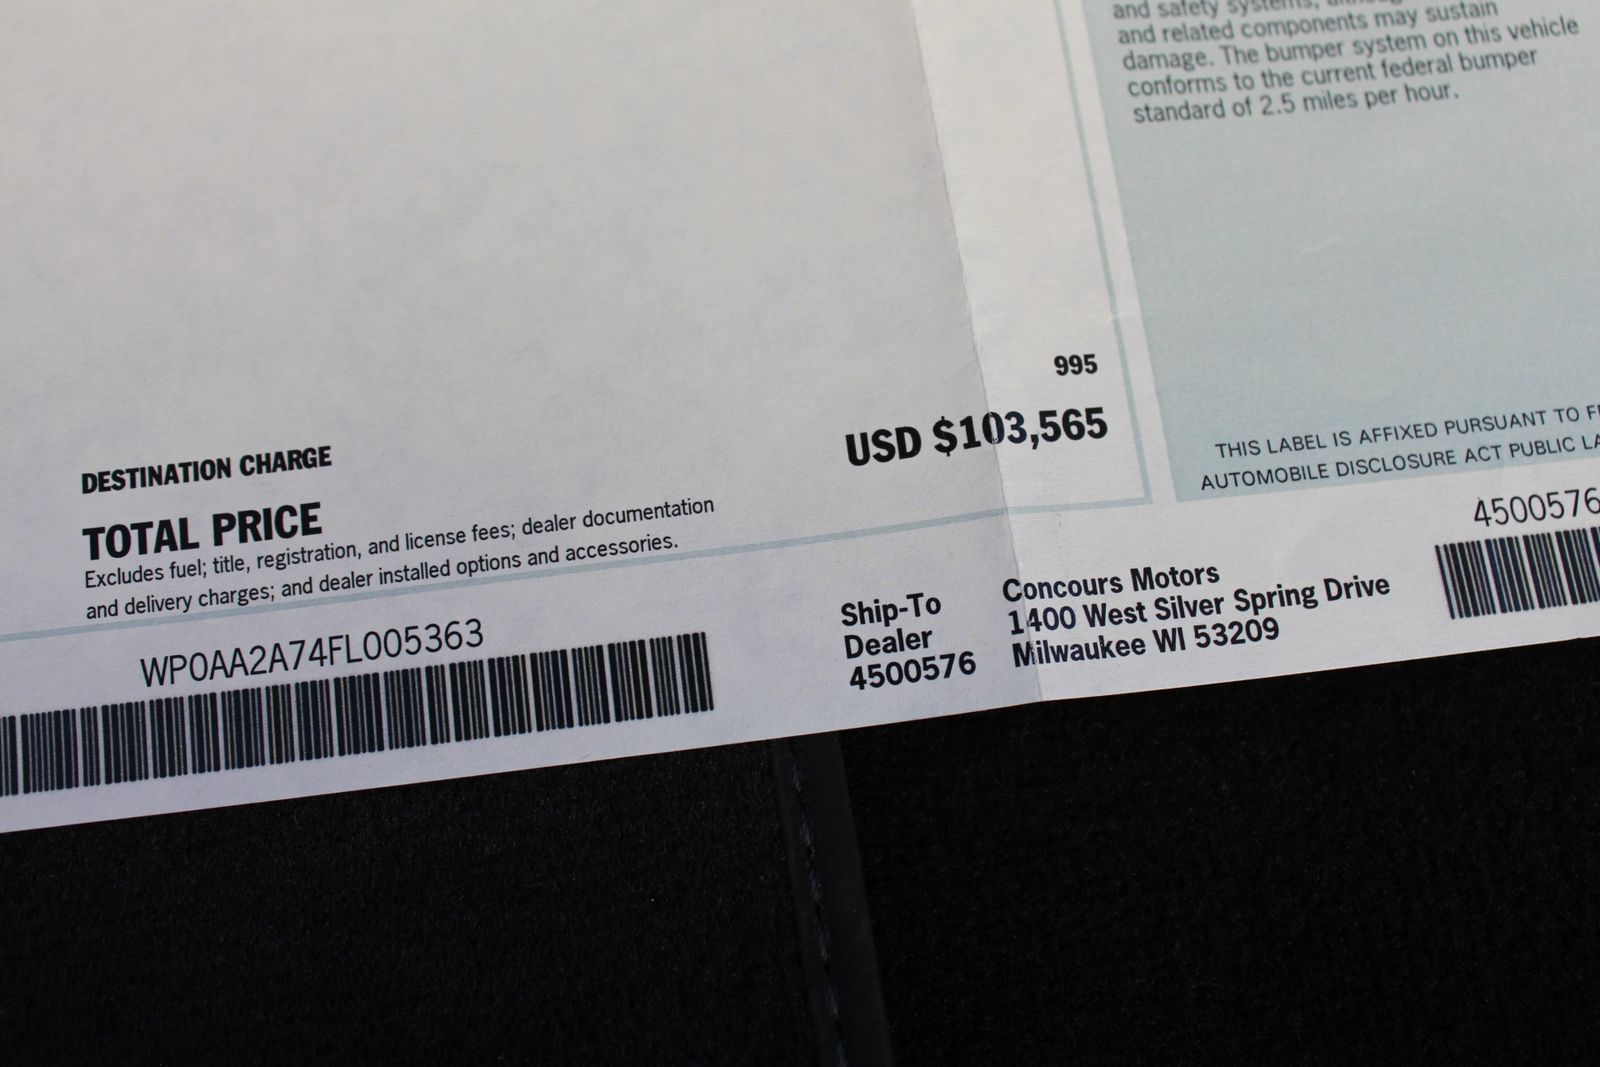 and safety systems,
and related components may sustain
damage. The bumper system on this vehicle
conforms to the current federal bumper
standard of 2.5 miles per hour.
DESTINATION CHARGE 995
TOTAL PRICE USD $103,565
Excludes fuel; title, registration, and license fees; dealer documentation
and delivery charges; and dealer installed options and accessories.
THIS LABEL IS AFFIXED PURSUANT TO
AUTOMOBILE DISCLOSURE ACT PUBLIC
WP0AA2A74FL005363
Ship-To
Dealer
4500576
Concours Motors
1400 West Silver Spring Drive
Milwaukee WI 53209
4500576